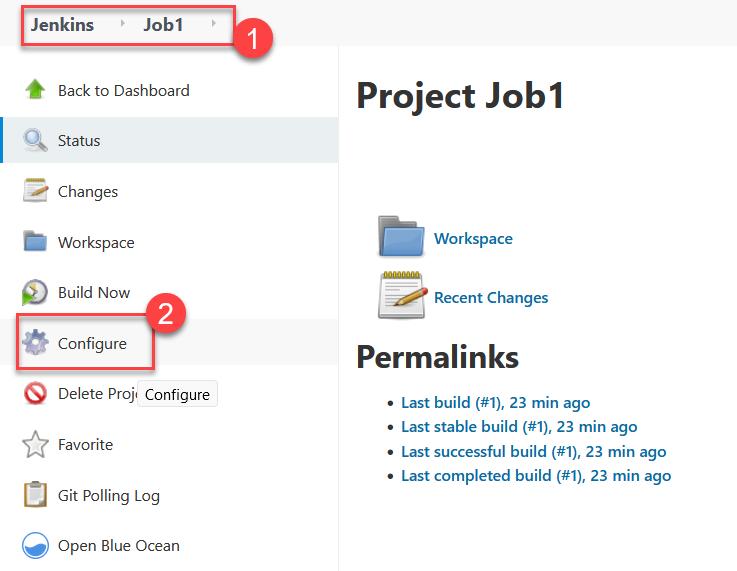 Jenkins Job1
1
Back to Dashboard
Status
Changes
Workspace
Build Now
2
Configure
Delete Proj
Configure
Favorite
Git Polling Log
Open Blue Ocean
Project Job1
Workspace
Recent Changes
Permalinks
Last build (#1), 23 min ago
Last stable build (#1), 23 min ago
Last successful build (#1), 23 min ago
Last completed build (#1), 23 min ago